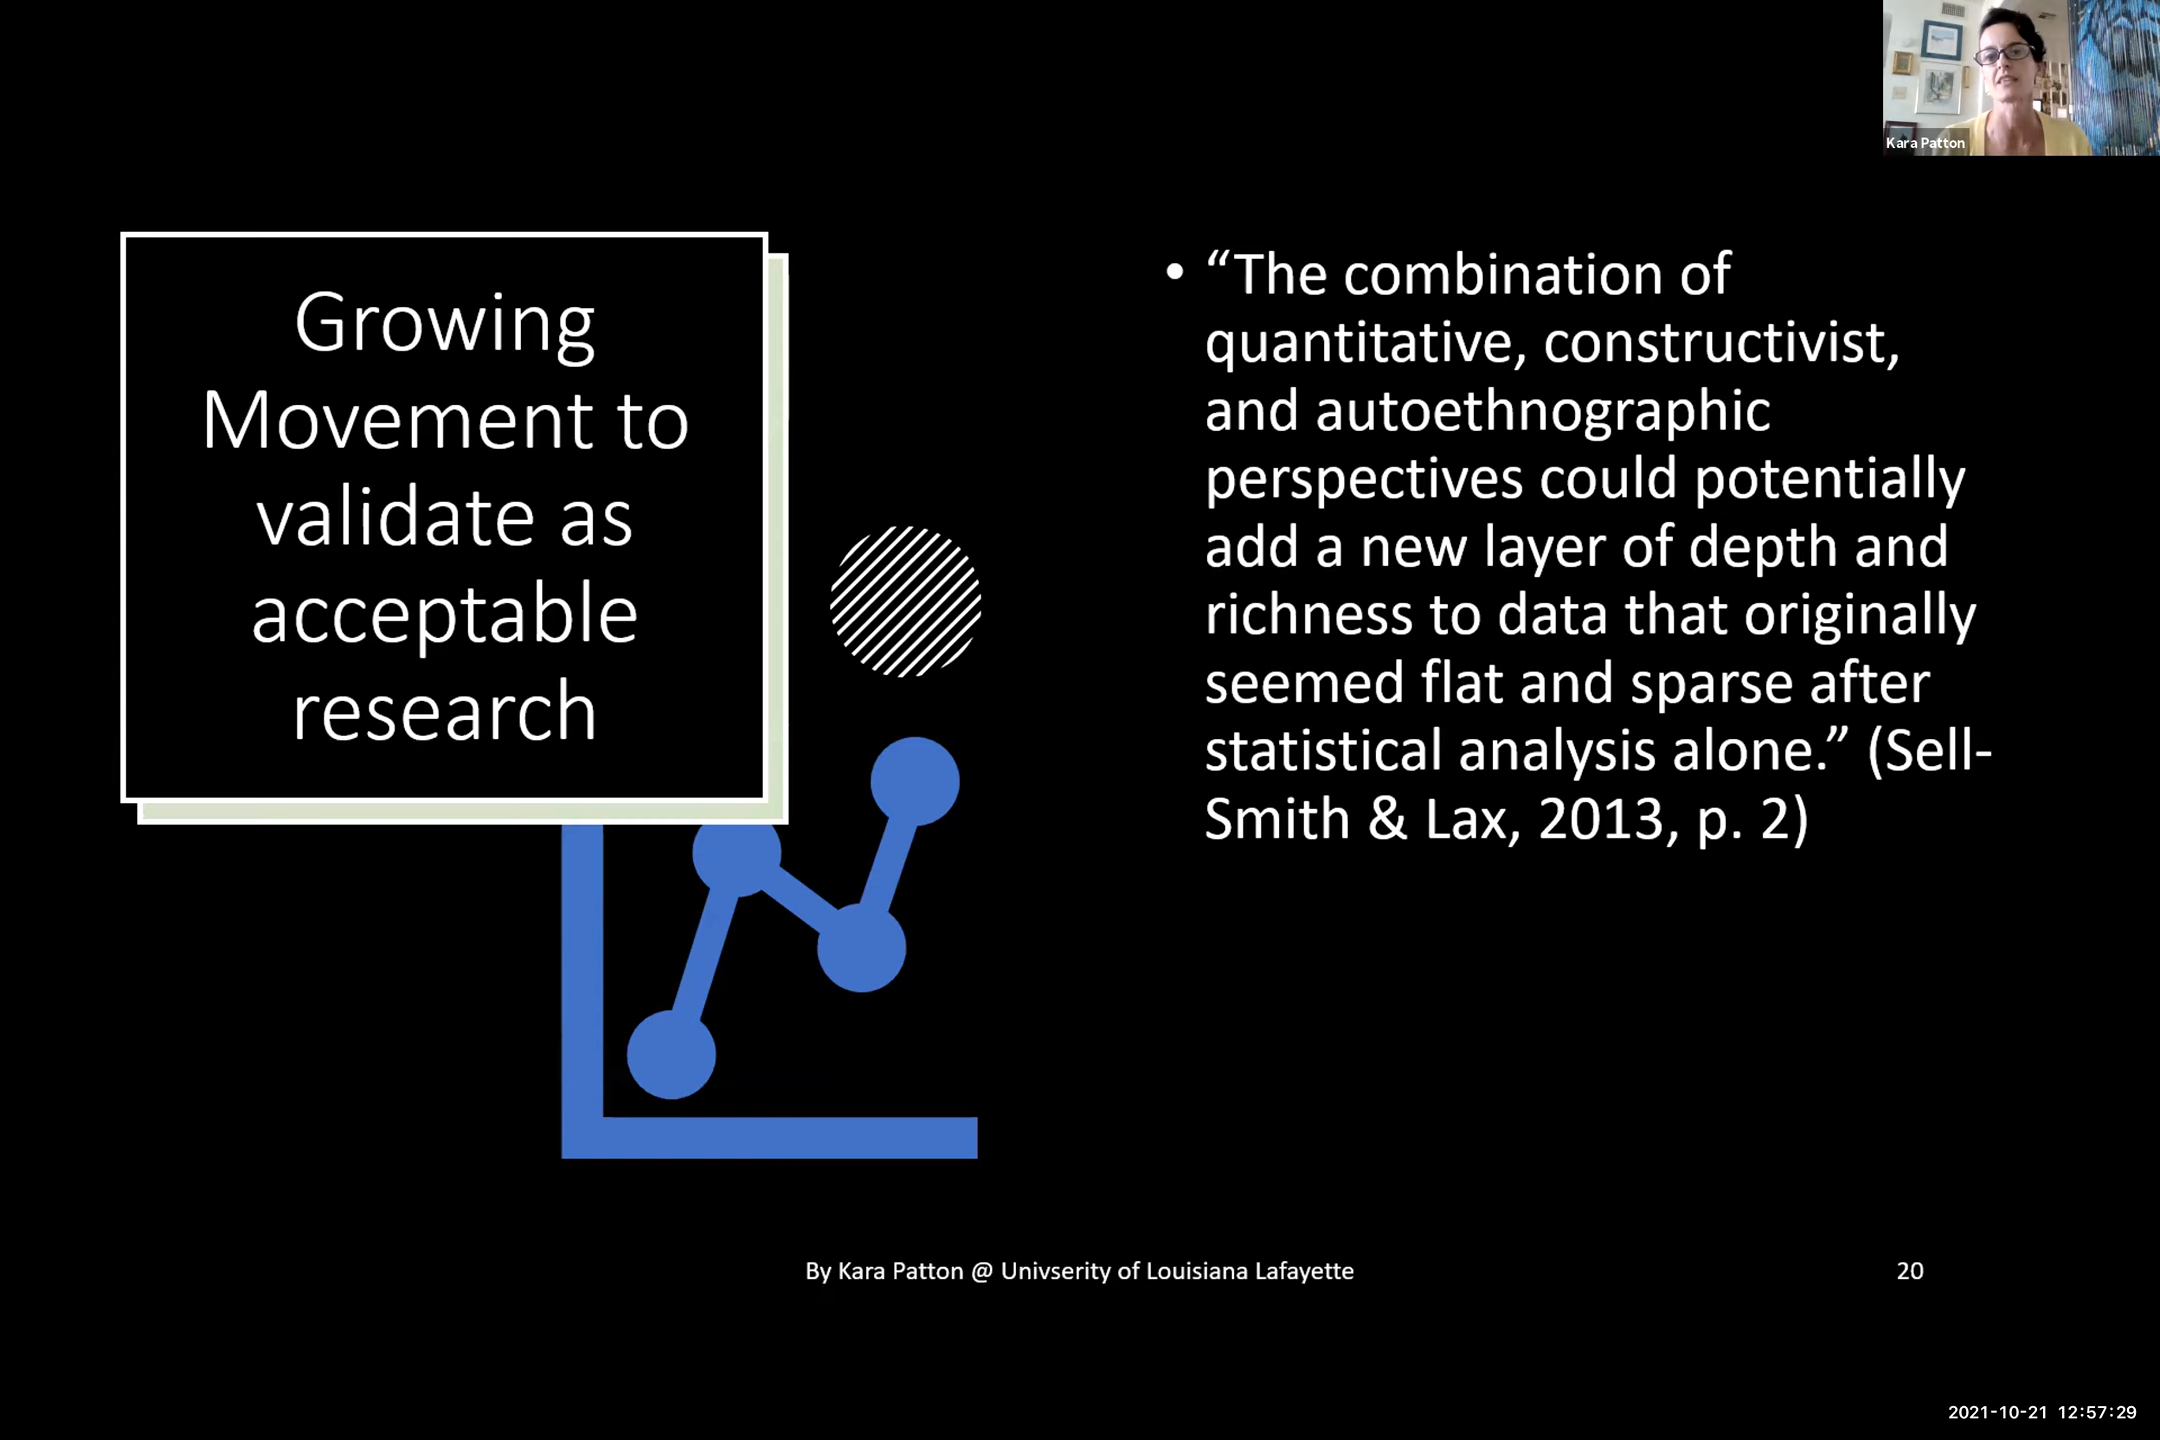 Kara Patton
Growing
Movement to
validate as
acceptable
research
• “The combination of
quantitative, constructivist,
and autoethnographic
perspectives could potentially
add a new layer of depth and
richness to data that originally
seemed flat and sparse after
statistical analysis alone.” (Sell-
Smith & Lax, 2013, p. 2)
By Kara Patton @ Univserity of Louisiana Lafayette
20
2021-10-21 12:57:29